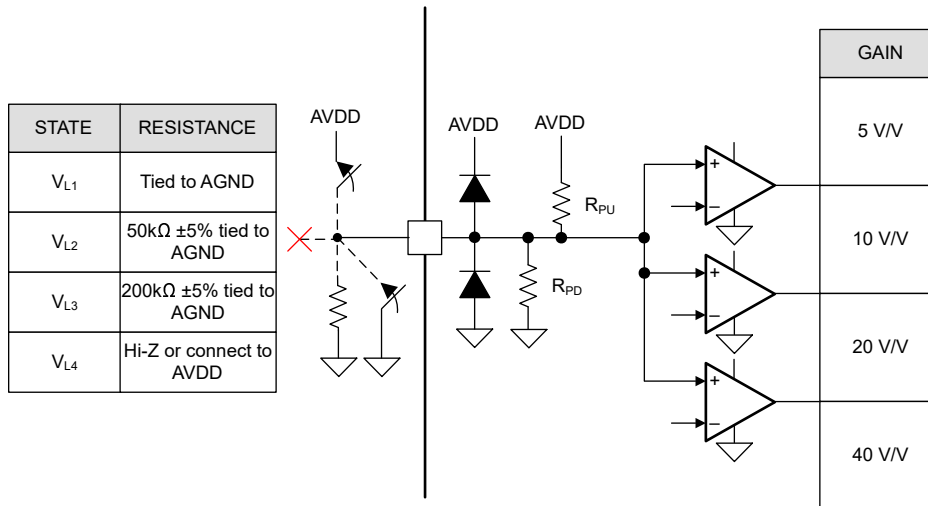 GAIN
5 V/V
10 V/V
20 V/V
40 V/V
STATE RESISTANCE
VL1 Tied to AGND
VL2 50kΩ ±5% tied to
AGND
VL3 200kΩ ±5% tied to
AGND
VL4 Hi-Z or connect to
AVDD
AVDD
AVDD
AVDD
RPU
RPD
+
−
+
−
+
−